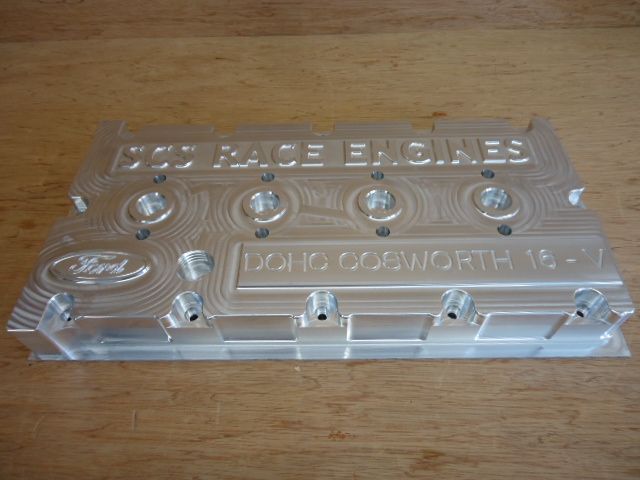 SCS RACE ENGINES
DOHC COSWORTH 16 - V
Ford